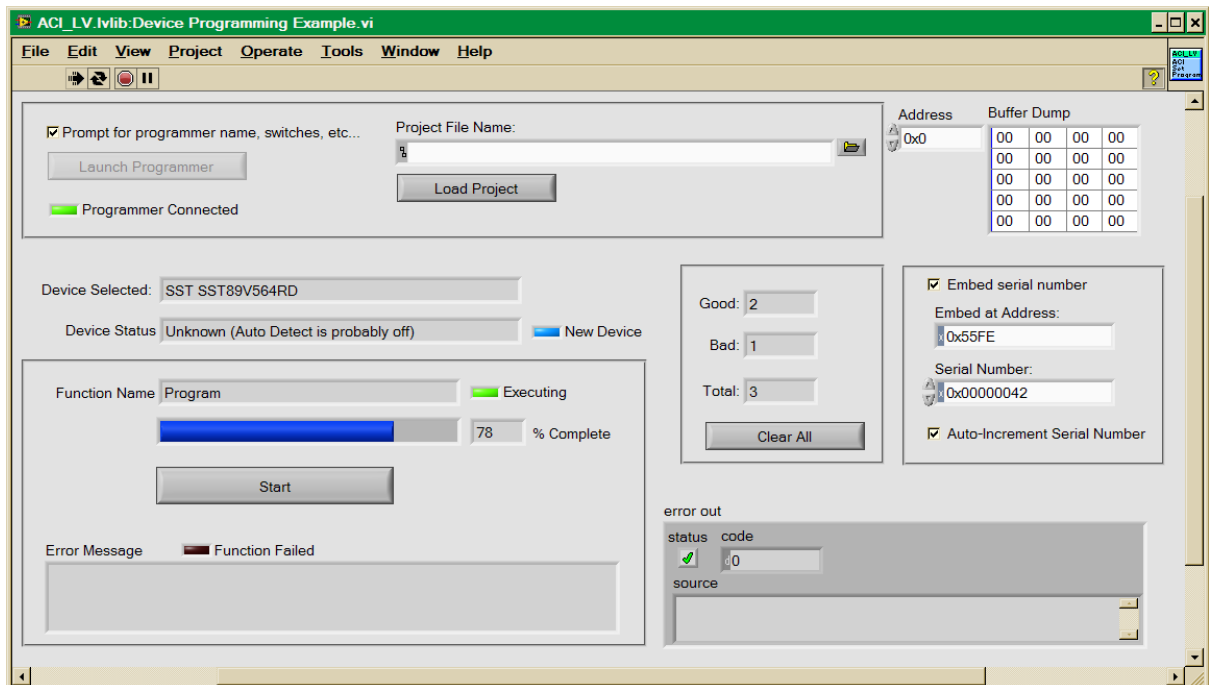 ACI_LV.lvlib:Device Programming Example.vi
File Edit View Project Operate Tools Window Help
ACI_LV
ACI
Set
Program
Prompt for programmer name, switches, etc...
Launch Programmer
Programmer Connected
Project File Name:
Load Project
Address
0x0
Buffer Dump
00 00 00 00
00 00 00 00
00 00 00 00
00 00 00 00
00 00 00 00
Device Selected: SST SST89V564RD
Device Status Unknown (Auto Detect is probably off) New Device
Function Name Program Executing
78 % Complete
Start
Error Message Function Failed
Good: 2
Bad: 1
Total: 3
Clear All
Embed serial number
Embed at Address:
x 0x55FE
Serial Number:
x 0x00000042
Auto-Increment Serial Number
error out
status code
d 0
source